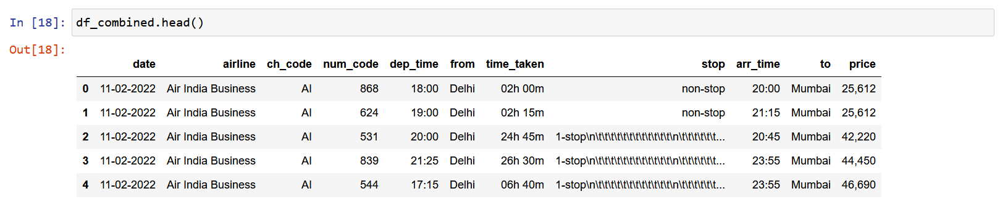 In [18]: df_combined.head()
Out[18]:
date airline ch_code num_code dep_time from time_taken stop arr_time to price
0 11-02-2022 Air India Business AI 868 18:00 Delhi 02h 00m non-stop 20:00 Mumbai 25,612
1 11-02-2022 Air India Business AI 624 19:00 Delhi 02h 15m non-stop 21:15 Mumbai 25,612
2 11-02-2022 Air India Business AI 531 20:00 Delhi 24h 45m 1-stop\n\t\t\t\t\t\t\t\t\t\t\t\t\n\t\t\t\t\t\t... 20:45 Mumbai 42,220
3 11-02-2022 Air India Business AI 839 21:25 Delhi 26h 30m 1-stop\n\t\t\t\t\t\t\t\t\t\t\t\t\n\t\t\t\t\t\t... 23:55 Mumbai 44,450
4 11-02-2022 Air India Business AI 544 17:15 Delhi 06h 40m 1-stop\n\t\t\t\t\t\t\t\t\t\t\t\t\n\t\t\t\t\t\t... 23:55 Mumbai 46,690